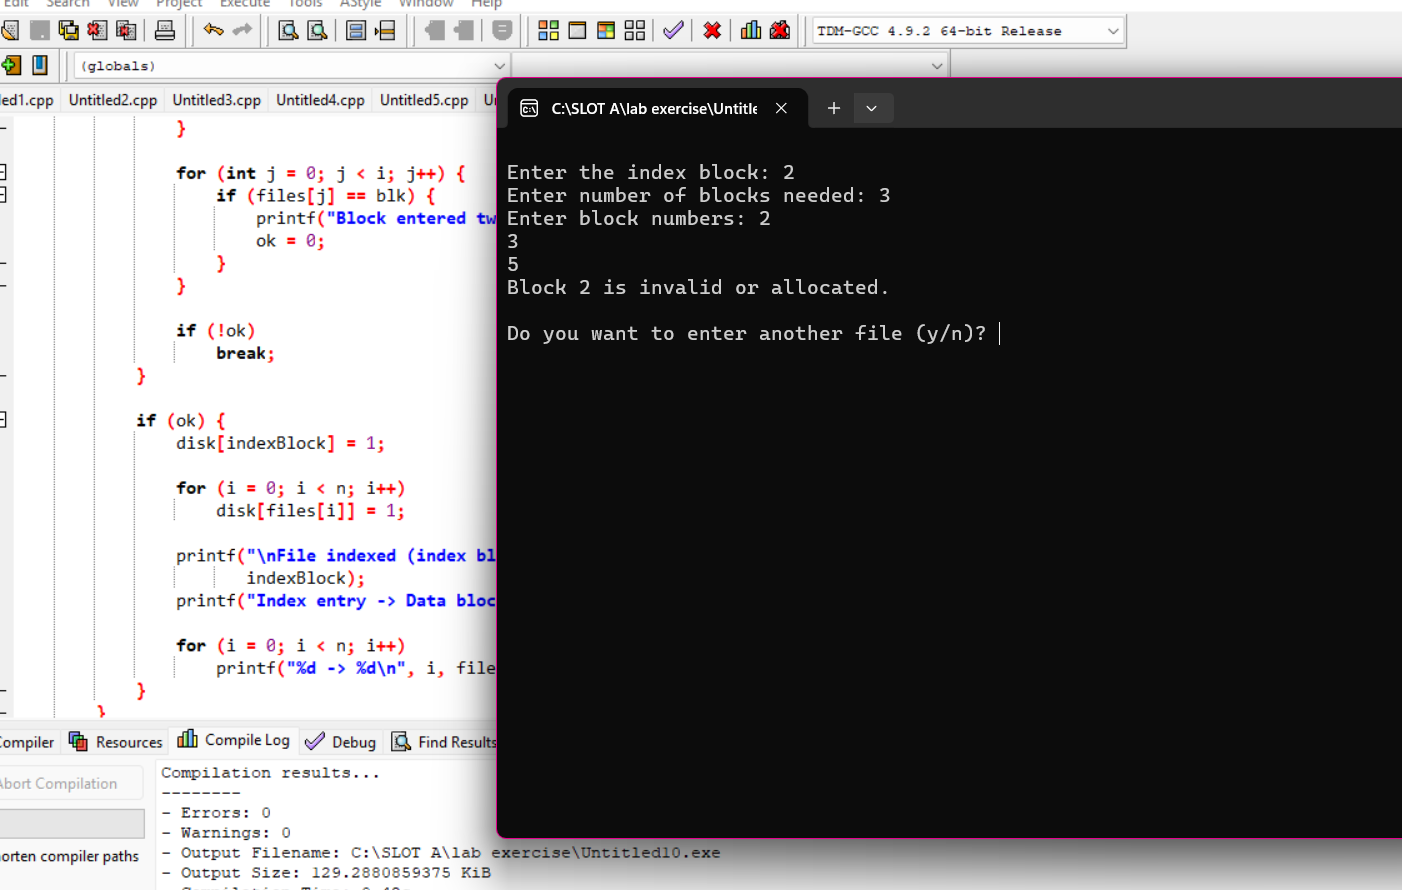 Edit Search View Project Execute Tools AStyle Window Help
TDM-GCC 4.9.2 64-bit Release
(globals)
led1.cpp Untitled2.cpp Untitled3.cpp Untitled4.cpp Untitled5.cpp
}
for (int j = 0; j < i; j++) {
if (files[j] == blk) {
printf("Block entered tw
ok = 0;
}
}
if (!ok)
break;
}
if (ok) {
disk[indexBlock] = 1;
for (i = 0; i < n; i++)
disk[files[i]] = 1;
printf("\nFile indexed (index bl
indexBlock);
printf("Index entry -> Data bloc
for (i = 0; i < n; i++)
printf("%d -> %d\n", i, file
}
}
C:\SLOT A\lab exercise\Untitle
Enter the index block: 2
Enter number of blocks needed: 3
Enter block numbers: 2
3
5
Block 2 is invalid or allocated.
Do you want to enter another file (y/n)?
Compiler Resources Compile Log Debug Find Results
Abort Compilation
orten compiler paths
Compilation results...
--------
- Errors: 0
- Warnings: 0
- Output Filename: C:\SLOT A\lab exercise\Untitled10.exe
- Output Size: 129.2880859375 KiB